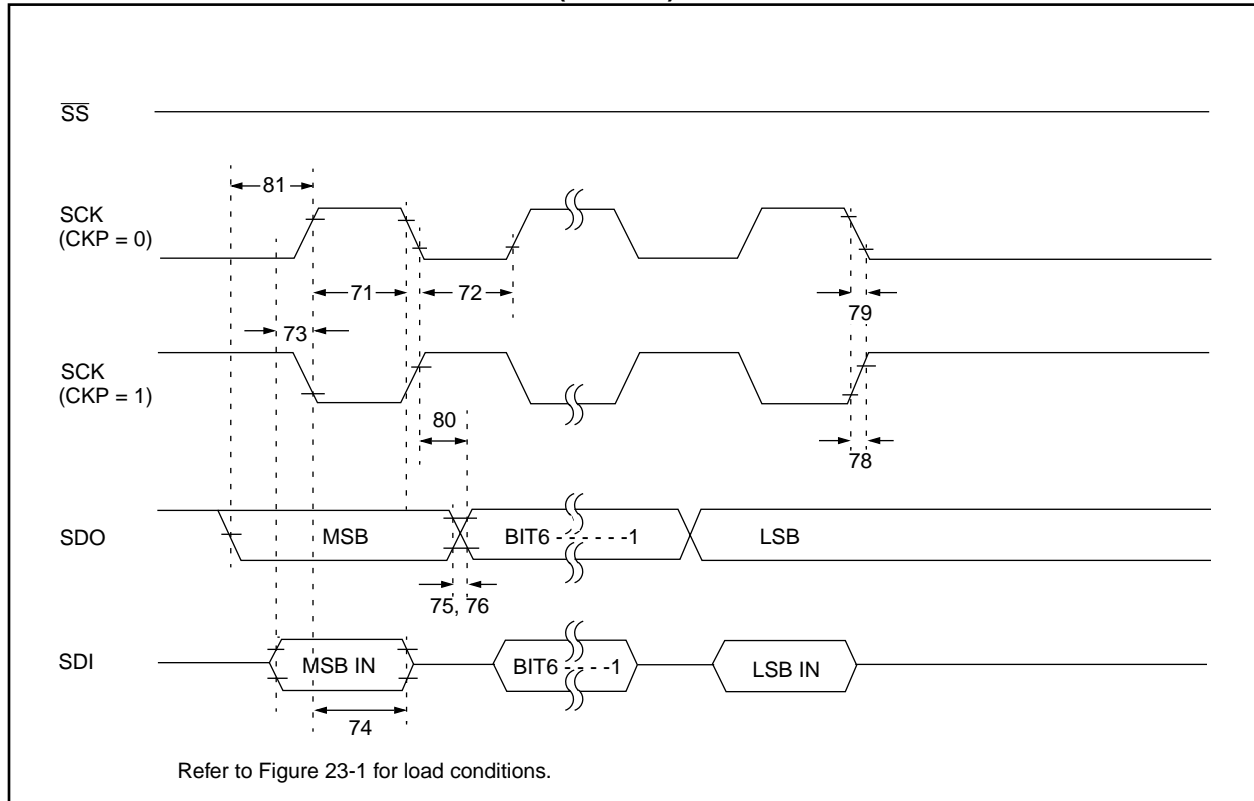 SS
81
SCK
(CKP = 0)
71
72
79
73
SCK
(CKP = 1)
80
78
SDO
MSB
BIT6 - - - - - -1
LSB
75, 76
SDI
MSB IN
BIT6 - - - - -1
LSB IN
74
Refer to Figure 23-1 for load conditions.